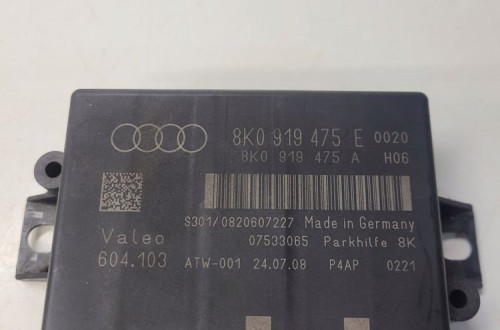 8K0 919 475 E 0020
8K0 919 475 A H06
S301/0820607227 Made in Germany
Valeo 07533065 Parkhilfe 8K
604.103 ATW-001 24.07.08 P4AP 0221